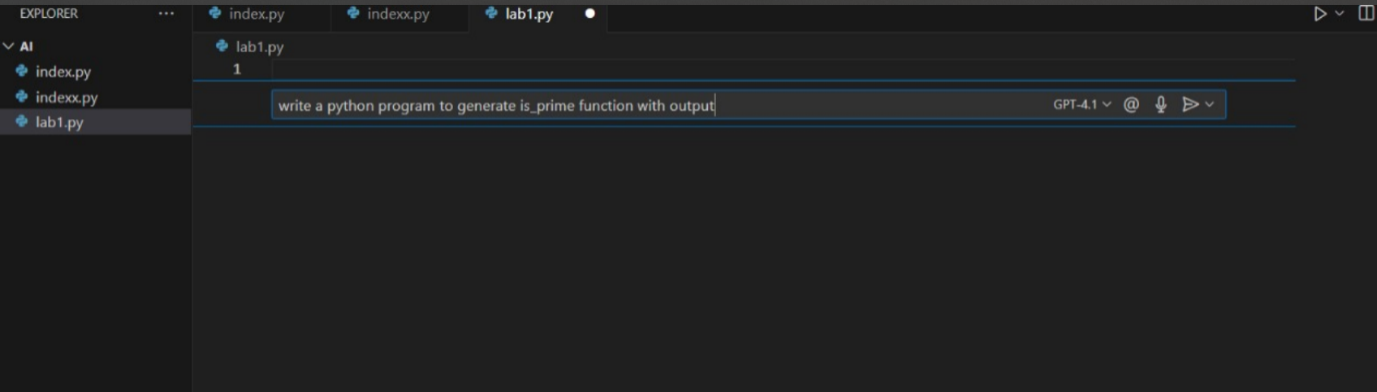 EXPLORER ···
index.py
indexx.py
lab1.py
AI
index.py
indexx.py
lab1.py
lab1.py
1
write a python program to generate is_prime function with output
GPT-4.1 @